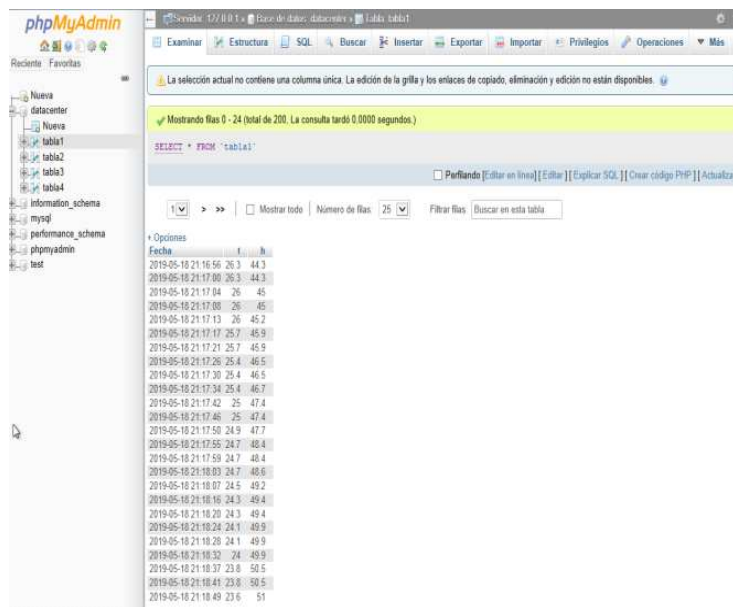 phpMyAdmin
Reciente Favoritas
Nueva
datacenter
Nueva
tabla1
tabla2
tabla3
tabla4
information_schema
mysql
performance_schema
phpmyadmin
test
Servidor: 127.0.0.1 » Base de datos: datacenter » Tabla: tabla1
Examinar Estructura SQL Buscar Insertar Exportar Importar Privilegios Operaciones Más
La selección actual no contiene una columna única. La edición de la grilla y los enlaces de copiado, eliminación y edición no están disponibles.
Mostrando filas 0 - 24 (total de 200, La consulta tardó 0,0000 segundos.)
SELECT * FROM `tabla1`
Perfilando [Editar en línea] [ Editar ] [ Explicar SQL ] [ Crear código PHP ] [ Actualiza
1 > >> Mostrar todo Número de filas: 25 Filtrar filas: Buscar en esta tabla
+ Opciones
Fecha t h
2019-05-18 21:16:56 26.3 44.3
2019-05-18 21:17:00 26.3 44.3
2019-05-18 21:17:04 26 45
2019-05-18 21:17:08 26 45
2019-05-18 21:17:13 26 45.2
2019-05-18 21:17:17 25.7 45.9
2019-05-18 21:17:21 25.7 45.9
2019-05-18 21:17:26 25.4 46.5
2019-05-18 21:17:30 25.4 46.5
2019-05-18 21:17:34 25.4 46.7
2019-05-18 21:17:42 25 47.4
2019-05-18 21:17:46 25 47.4
2019-05-18 21:17:50 24.9 47.7
2019-05-18 21:17:55 24.7 48.4
2019-05-18 21:17:59 24.7 48.4
2019-05-18 21:18:03 24.7 48.6
2019-05-18 21:18:07 24.5 49.2
2019-05-18 21:18:16 24.3 49.4
2019-05-18 21:18:20 24.3 49.4
2019-05-18 21:18:24 24.1 49.9
2019-05-18 21:18:28 24.1 49.9
2019-05-18 21:18:32 24 49.9
2019-05-18 21:18:37 23.8 50.5
2019-05-18 21:18:41 23.8 50.5
2019-05-18 21:18:49 23.6 51